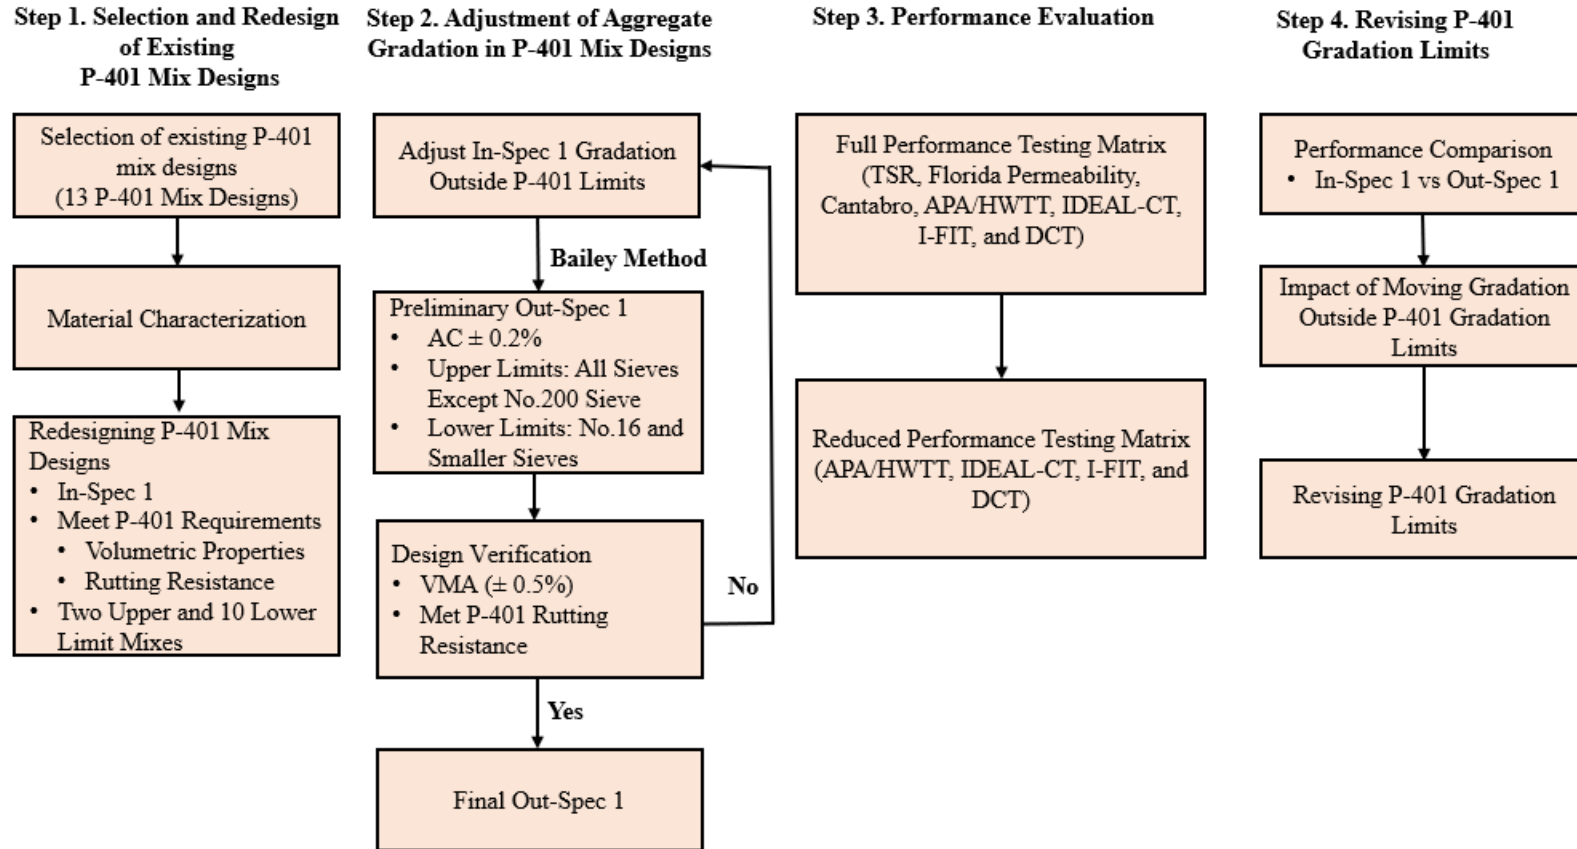 Step 1. Selection and Redesign
of Existing
P-401 Mix Designs
Selection of existing P-401
mix designs
(13 P-401 Mix Designs)
Material Characterization
Redesigning P-401 Mix
Designs
• In-Spec 1
• Meet P-401 Requirements
• Volumetric Properties
• Rutting Resistance
• Two Upper and 10 Lower
Limit Mixes
Step 2. Adjustment of Aggregate
Gradation in P-401 Mix Designs
Adjust In-Spec 1 Gradation
Outside P-401 Limits
Bailey Method
Preliminary Out-Spec 1
• AC ± 0.2%
• Upper Limits: All Sieves
Except No.200 Sieve
• Lower Limits: No.16 and
Smaller Sieves
Design Verification
• VMA (± 0.5%)
• Met P-401 Rutting
Resistance
No
Yes
Final Out-Spec 1
Step 3. Performance Evaluation
Full Performance Testing Matrix
(TSR, Florida Permeability,
Cantabro, APA/HWTT, IDEAL-CT,
I-FIT, and DCT)
Reduced Performance Testing Matrix
(APA/HWTT, IDEAL-CT, I-FIT, and
DCT)
Step 4. Revising P-401
Gradation Limits
Performance Comparison
• In-Spec 1 vs Out-Spec 1
Impact of Moving Gradation
Outside P-401 Gradation
Limits
Revising P-401 Gradation
Limits